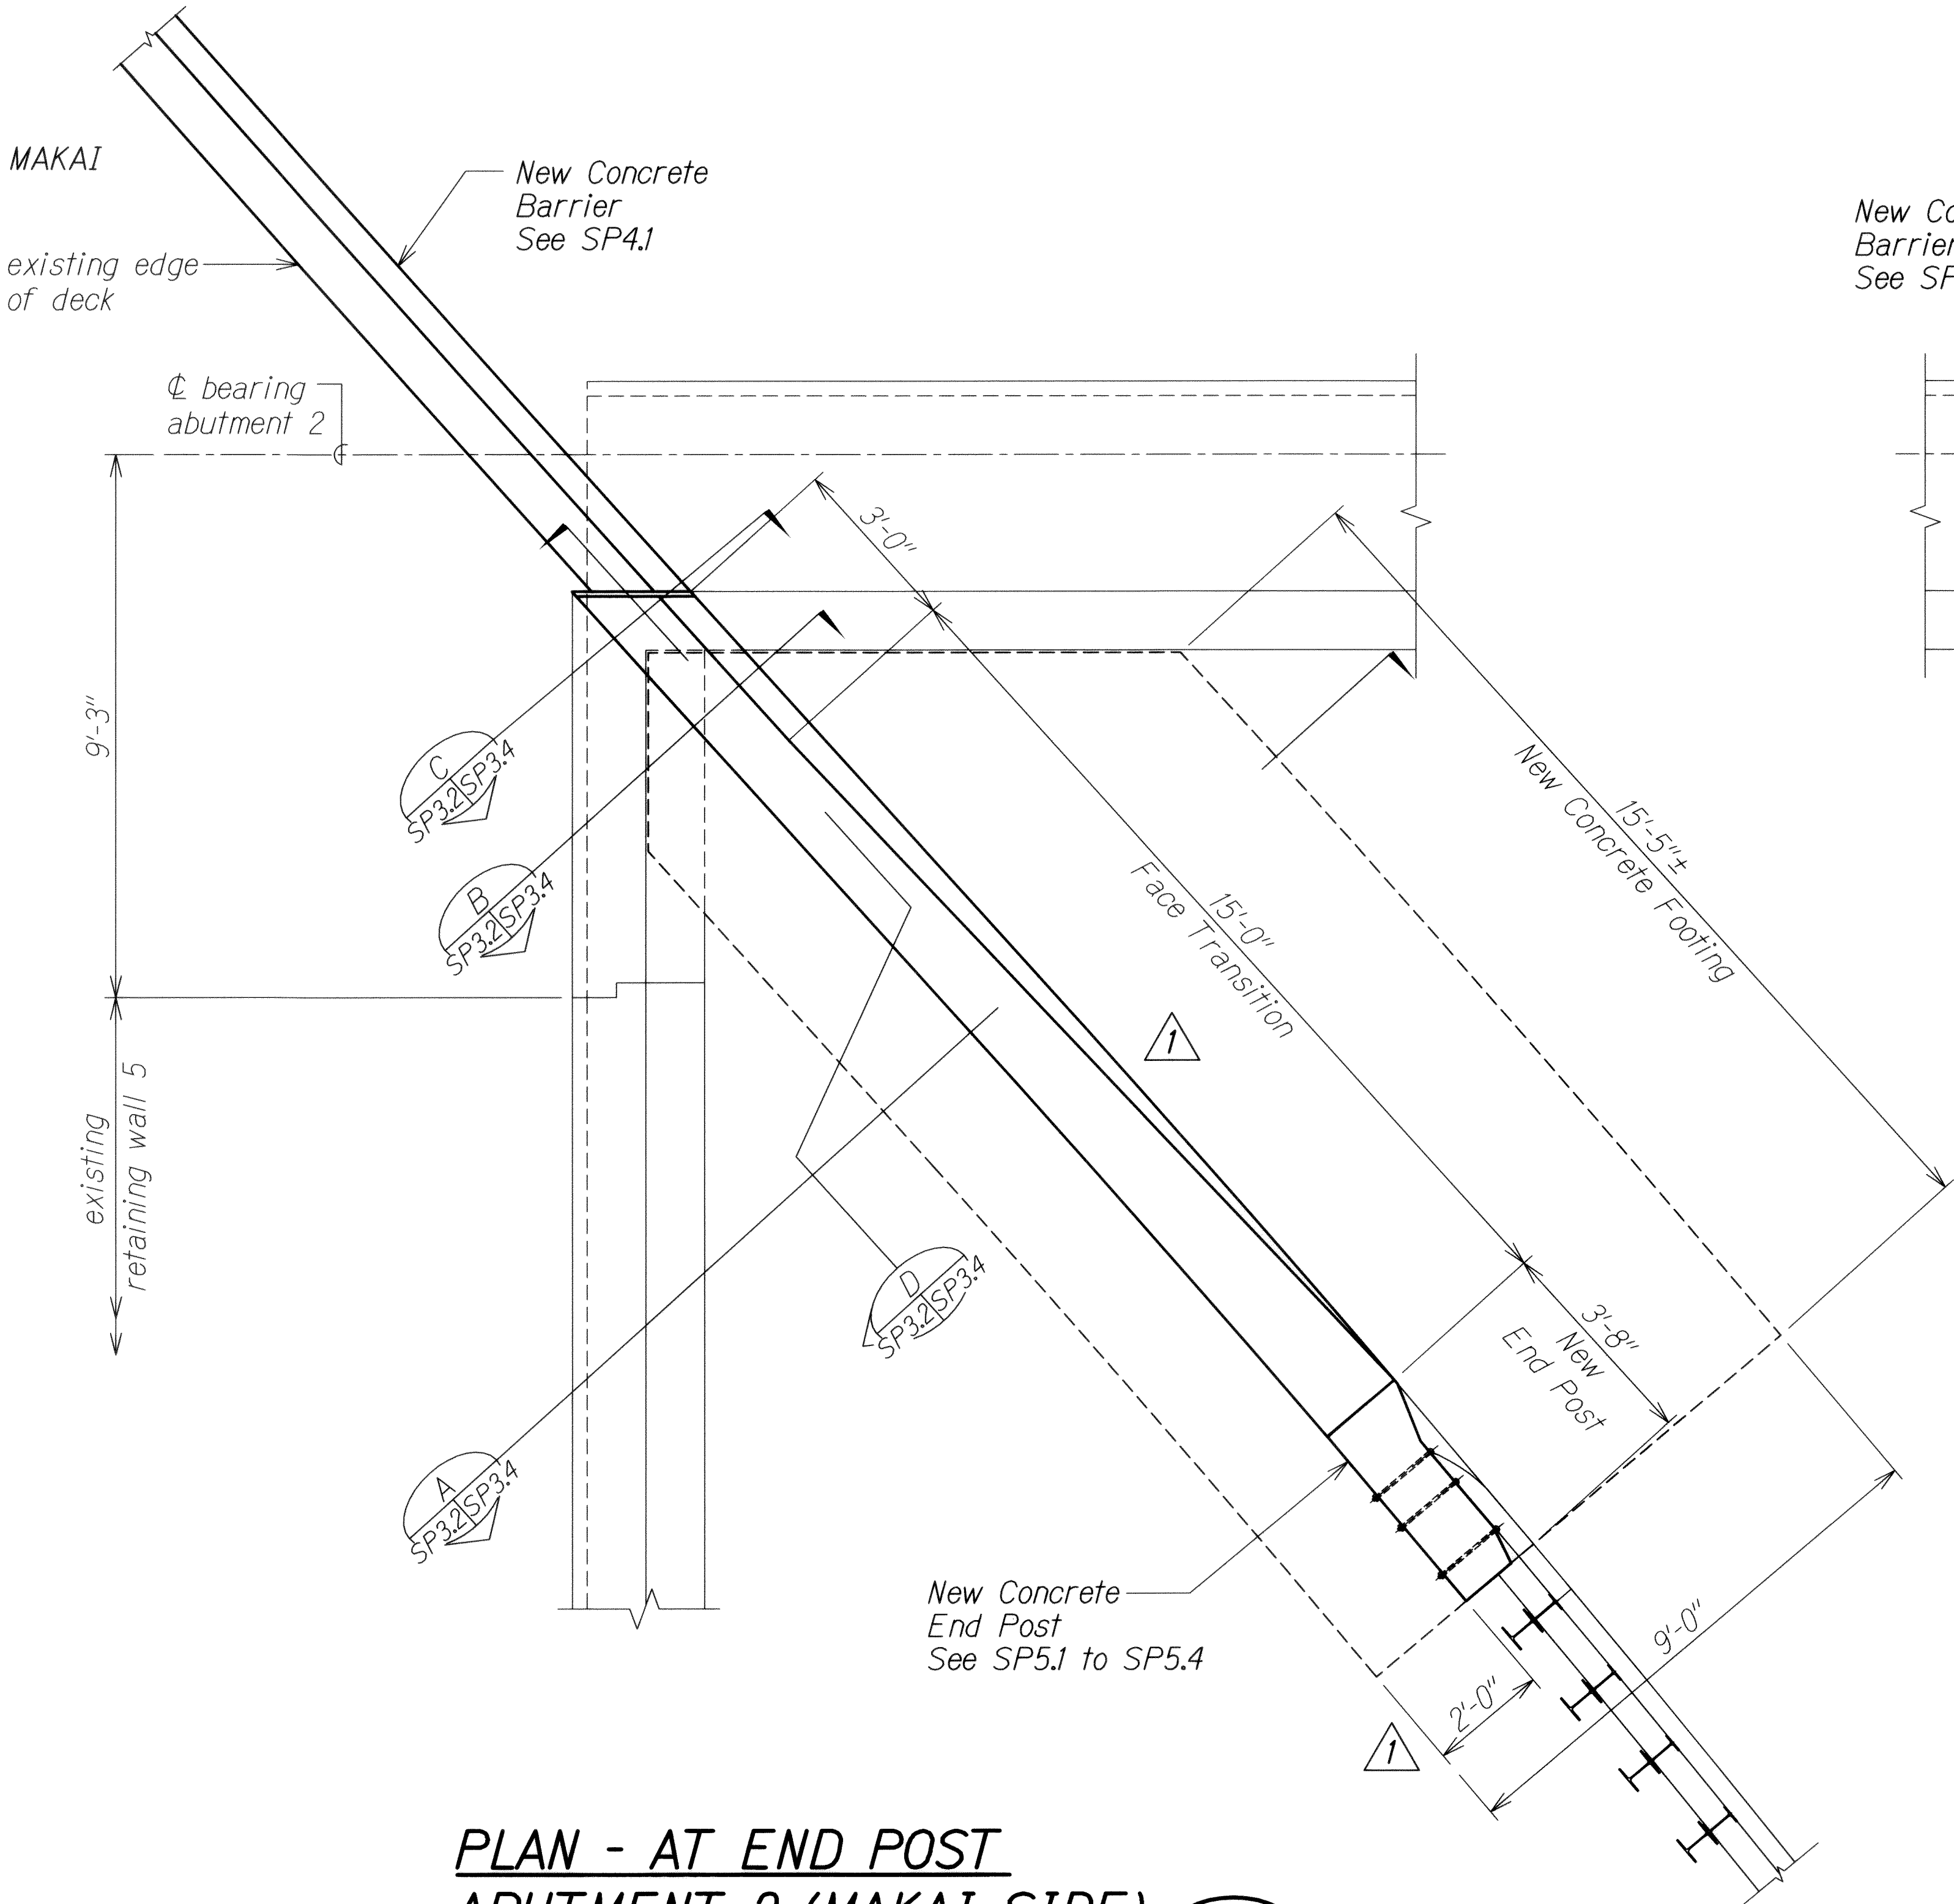 MAKAI
New Concrete
Barrier
See SP4.1
existing edge
of deck
℄ bearing
abutment 2
3'-0"
9'-3"
C
SP3.2 SP3.4
B
SP3.2 SP3.4
15'-0"
Face Transition
15'-5"±
New Concrete Footing
1
existing
retaining wall 5
D
SP3.2 SP3.4
3'-8"
New
End Post
A
SP3.2 SP3.4
New Concrete
End Post
See SP5.1 to SP5.4
2'-0"
9'-0"
1
PLAN - AT END POST